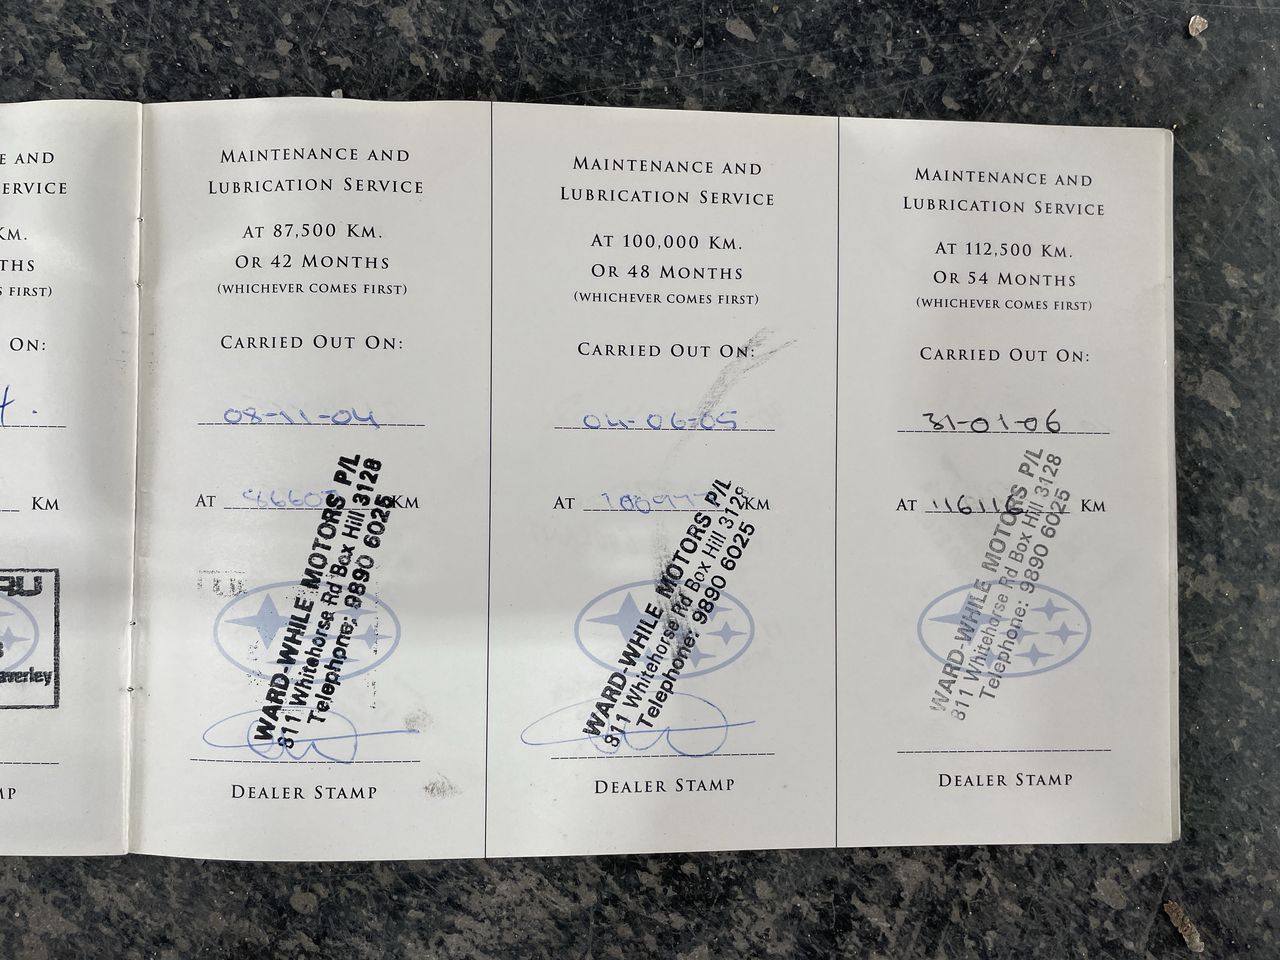 E AND
ERVICE
KM.
THS
S FIRST)
ON:
KM
RU
averley
MP
MAINTENANCE AND
LUBRICATION SERVICE
AT 87,500 KM.
OR 42 MONTHS
(WHICHEVER COMES FIRST)
CARRIED OUT ON:
08-11-04
AT KM
WARD-WHILE MOTORS P/L
811 Whitehorse Rd Box Hill 3128
Telephone: 9890 6025
DEALER STAMP
MAINTENANCE AND
LUBRICATION SERVICE
AT 100,000 KM.
OR 48 MONTHS
(WHICHEVER COMES FIRST)
CARRIED OUT ON:
04-06-05
AT KM
WARD-WHILE MOTORS P/L
811 Whitehorse Rd Box Hill 3128
Telephone: 9890 6025
DEALER STAMP
MAINTENANCE AND
LUBRICATION SERVICE
AT 112,500 KM.
OR 54 MONTHS
(WHICHEVER COMES FIRST)
CARRIED OUT ON:
31-01-06
AT 116116 KM
WARD-WHILE MOTORS P/L
811 Whitehorse Rd Box Hill 3128
Telephone: 9890 6025
DEALER STAMP